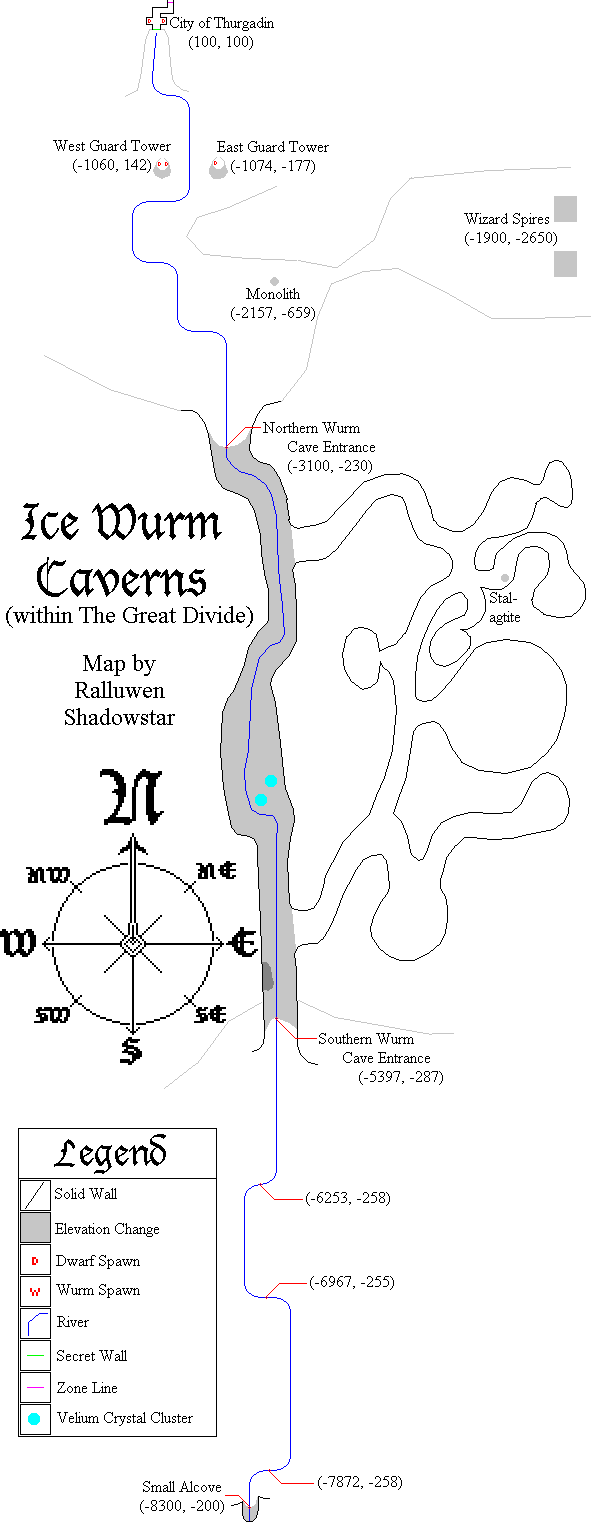 City of Thurgadin
(100, 100)
West Guard Tower
(-1060, 142)
East Guard Tower
(-1074, -177)
Wizard Spires
(-1900, -2650)
Monolith
(-2157, -659)
Northern Wurm
Cave Entrance
(-3100, -230)
Ice Wurm
Caverns
(within The Great Divide)
Stal-
agtite
Map by
Ralluwen
Shadowstar
N
NW
NE
W
E
SW
SE
S
Southern Wurm
Cave Entrance
(-5397, -287)
Legend
Solid Wall
Elevation Change
D Dwarf Spawn
W Wurm Spawn
River
Secret Wall
Zone Line
Velium Crystal Cluster
(-6253, -258)
(-6967, -255)
(-7872, -258)
Small Alcove
(-8300, -200)